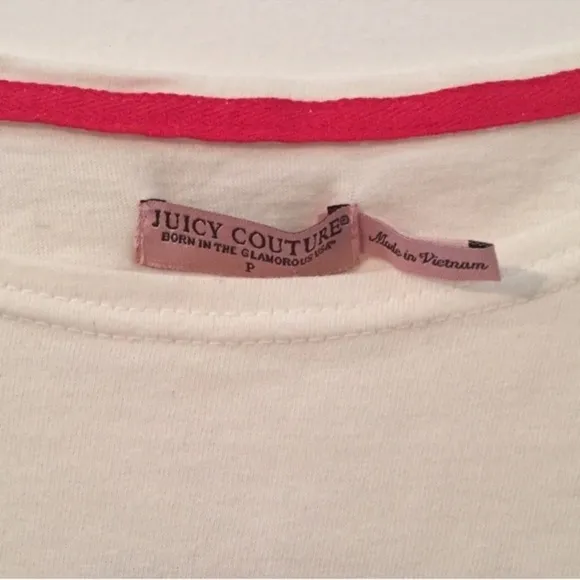 JUICY COUTURE®
BORN IN THE GLAMOROUS USA™
P
Made in Vietnam